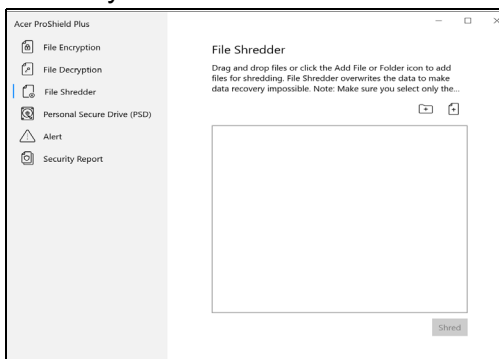 Acer ProShield Plus
File Encryption
File Decryption
File Shredder
Personal Secure Drive (PSD)
Alert
Security Report
File Shredder
Drag and drop files or click the Add File or Folder icon to add
files for shredding. File Shredder overwrites the data to make
data recovery impossible. Note: Make sure you select only the...
Shred